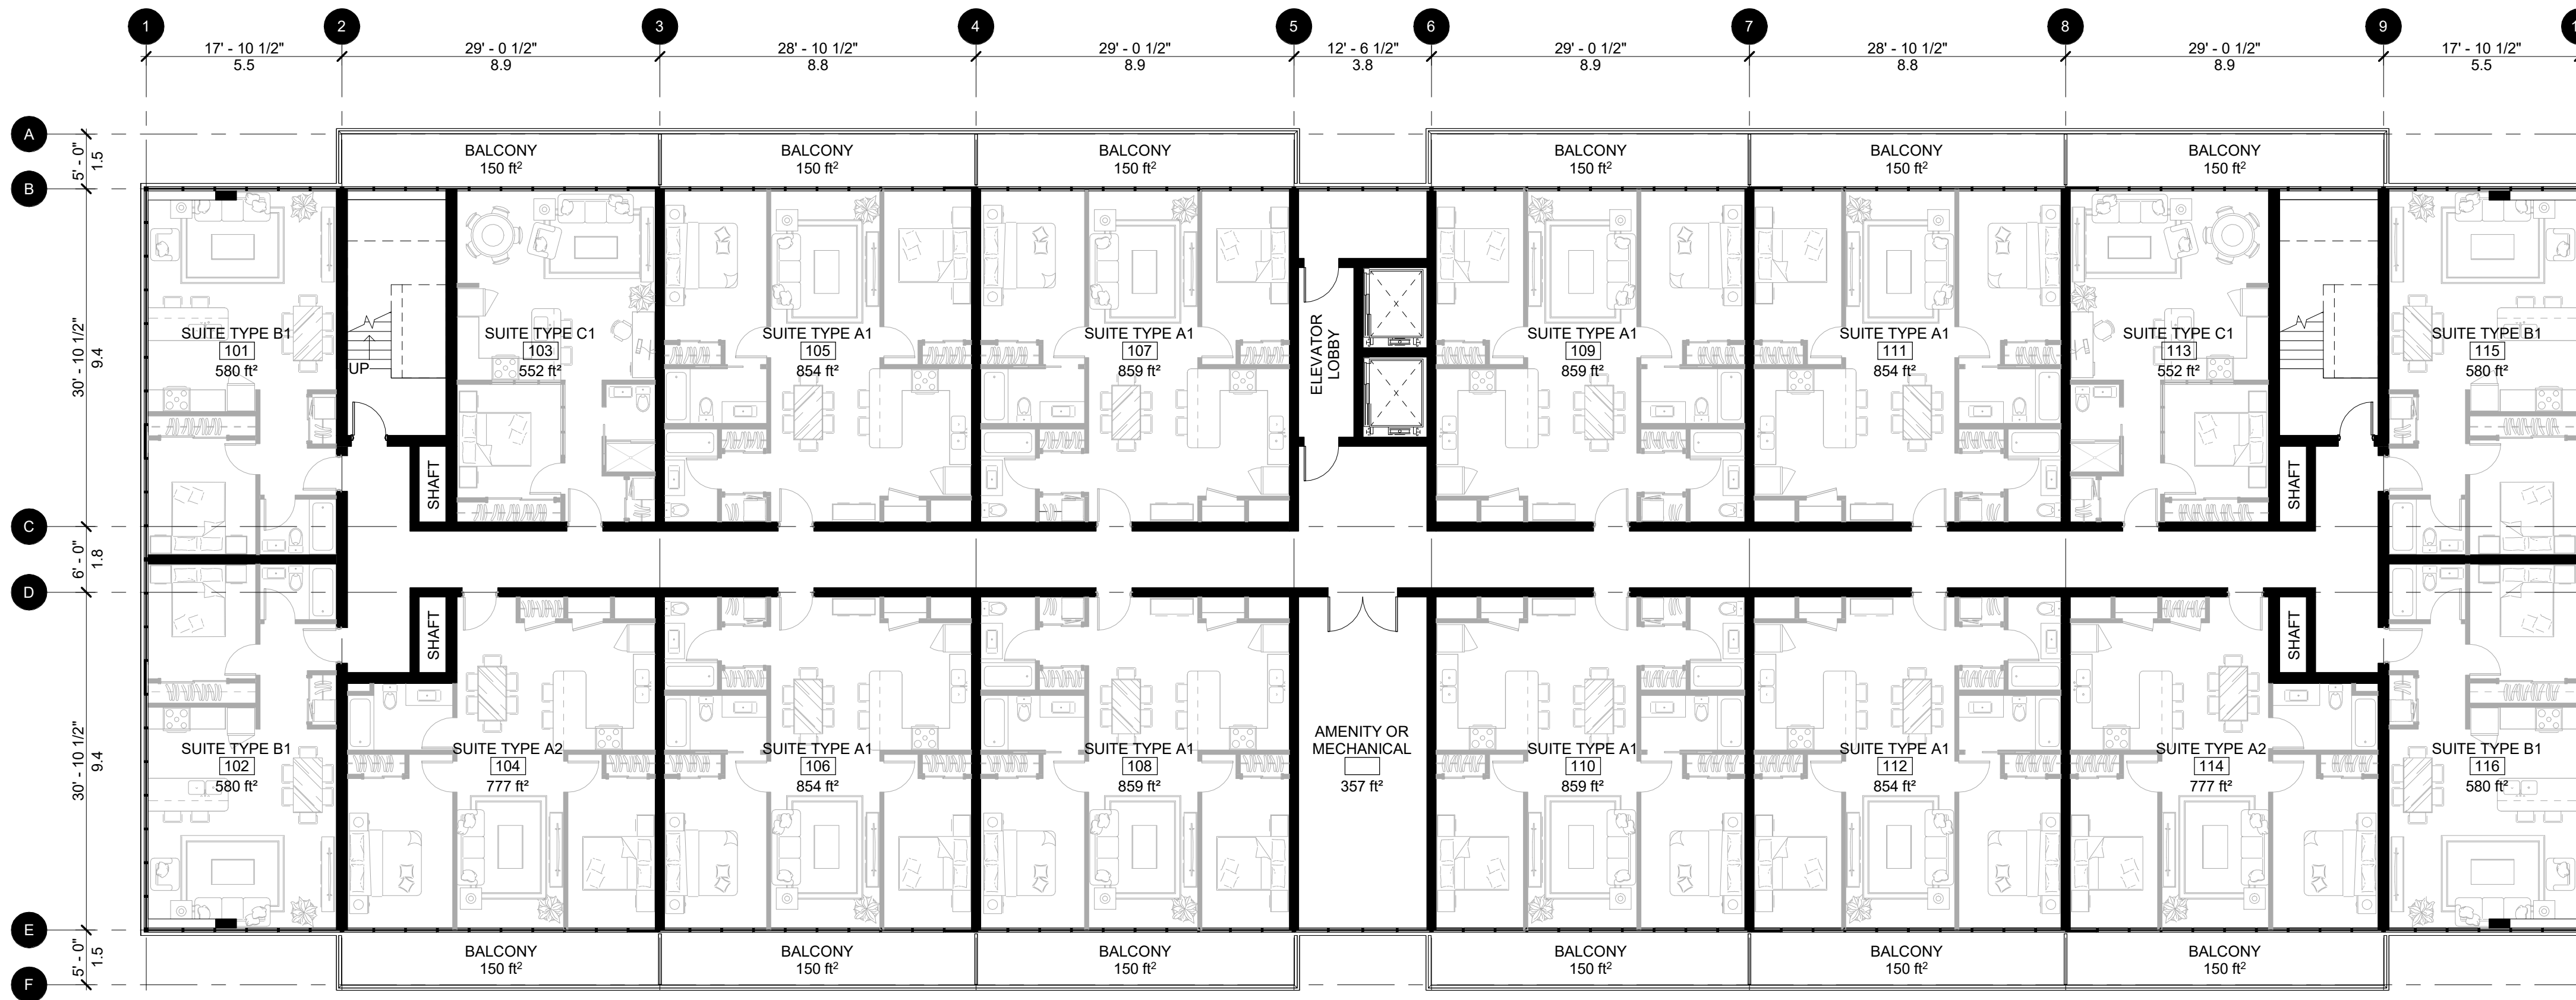 1 2 3 4 5 6 7 8 9
17' - 10 1/2" 29' - 0 1/2" 28' - 10 1/2" 29' - 0 1/2" 12' - 6 1/2" 29' - 0 1/2" 28' - 10 1/2" 29' - 0 1/2" 17' - 10 1/2"
5.5 8.9 8.8 8.9 3.8 8.9 8.8 8.9 5.5
A
5' - 0"
1.5
BALCONY BALCONY BALCONY BALCONY BALCONY BALCONY
150 ft² 150 ft² 150 ft² 150 ft² 150 ft² 150 ft²
B
30' - 10 1/2"
9.4
SUITE TYPE B1
101
580 ft²
UP
SUITE TYPE C1
103
552 ft²
SUITE TYPE A1
105
854 ft²
SUITE TYPE A1
107
859 ft²
ELEVATOR
LOBBY
SUITE TYPE A1
109
859 ft²
SUITE TYPE A1
111
854 ft²
SUITE TYPE C1
113
552 ft²
SUITE TYPE B1
115
580 ft²
SHAFT
SHAFT
C
6' - 0"
1.8
D
SHAFT
SHAFT
30' - 10 1/2"
9.4
SUITE TYPE B1
102
580 ft²
SUITE TYPE A2
104
777 ft²
SUITE TYPE A1
106
854 ft²
SUITE TYPE A1
108
859 ft²
AMENITY OR
MECHANICAL
357 ft²
SUITE TYPE A1
110
859 ft²
SUITE TYPE A1
112
854 ft²
SUITE TYPE A2
114
777 ft²
SUITE TYPE B1
116
580 ft²
E
5' - 0"
1.5
BALCONY BALCONY BALCONY BALCONY BALCONY BALCONY
150 ft² 150 ft² 150 ft² 150 ft² 150 ft² 150 ft²
F